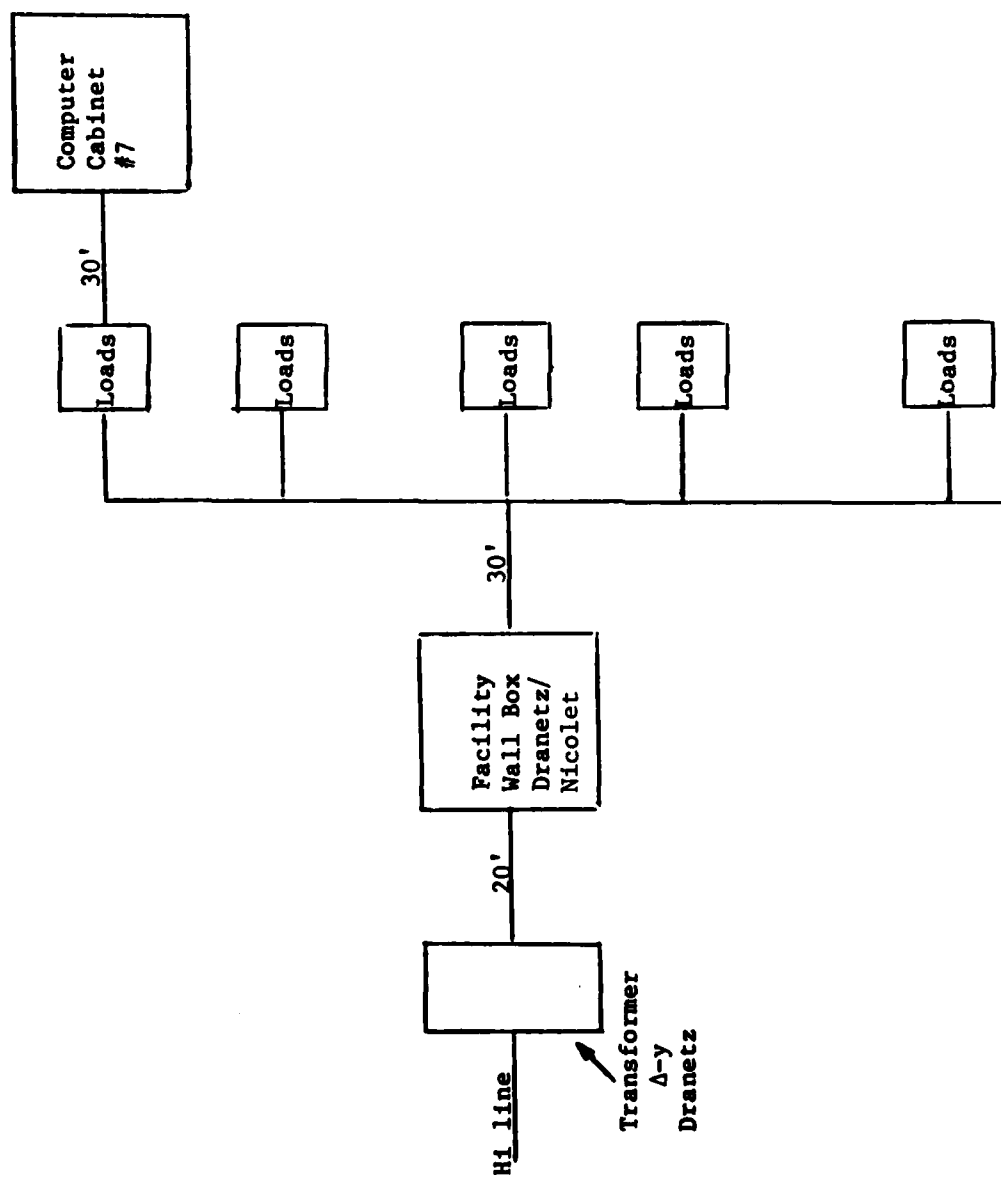 Hi line
Transformer
Δ-y
Dranetz
20'
Facility
Wall Box
Dranetz/
Nicolet
30'
Loads
Loads
Loads
Loads
Loads
30'
Computer
Cabinet
#7